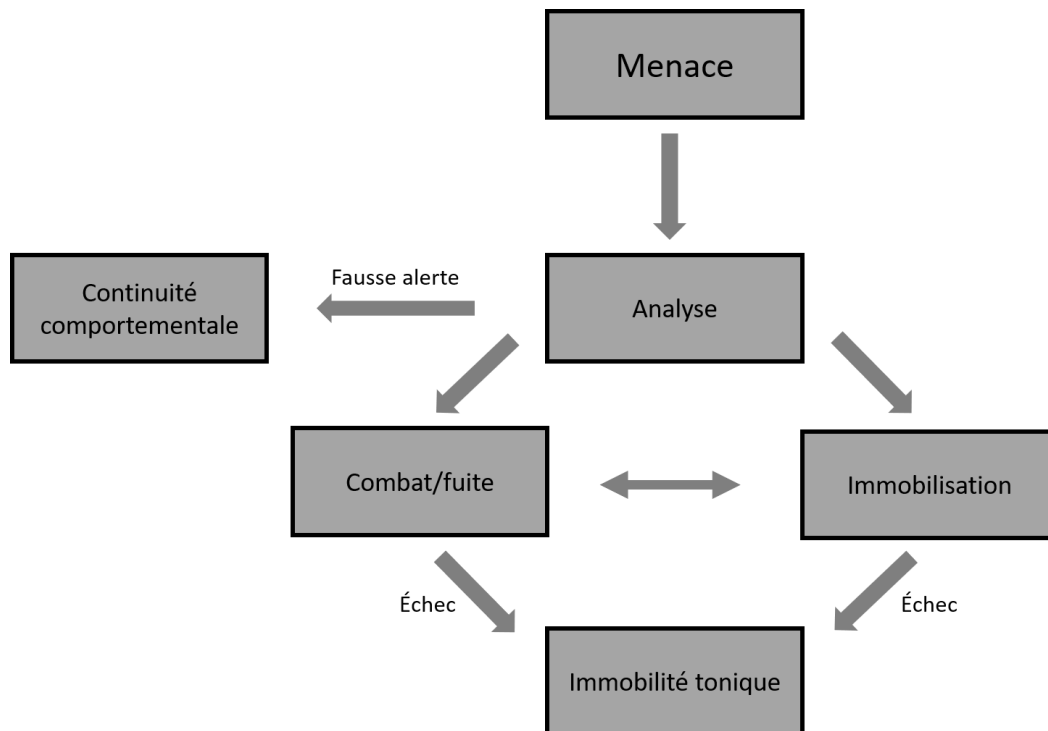 Menace
Fausse alerte
Continuité
comportementale
Analyse
Combat/fuite
Immobilisation
Échec
Échec
Immobilité tonique